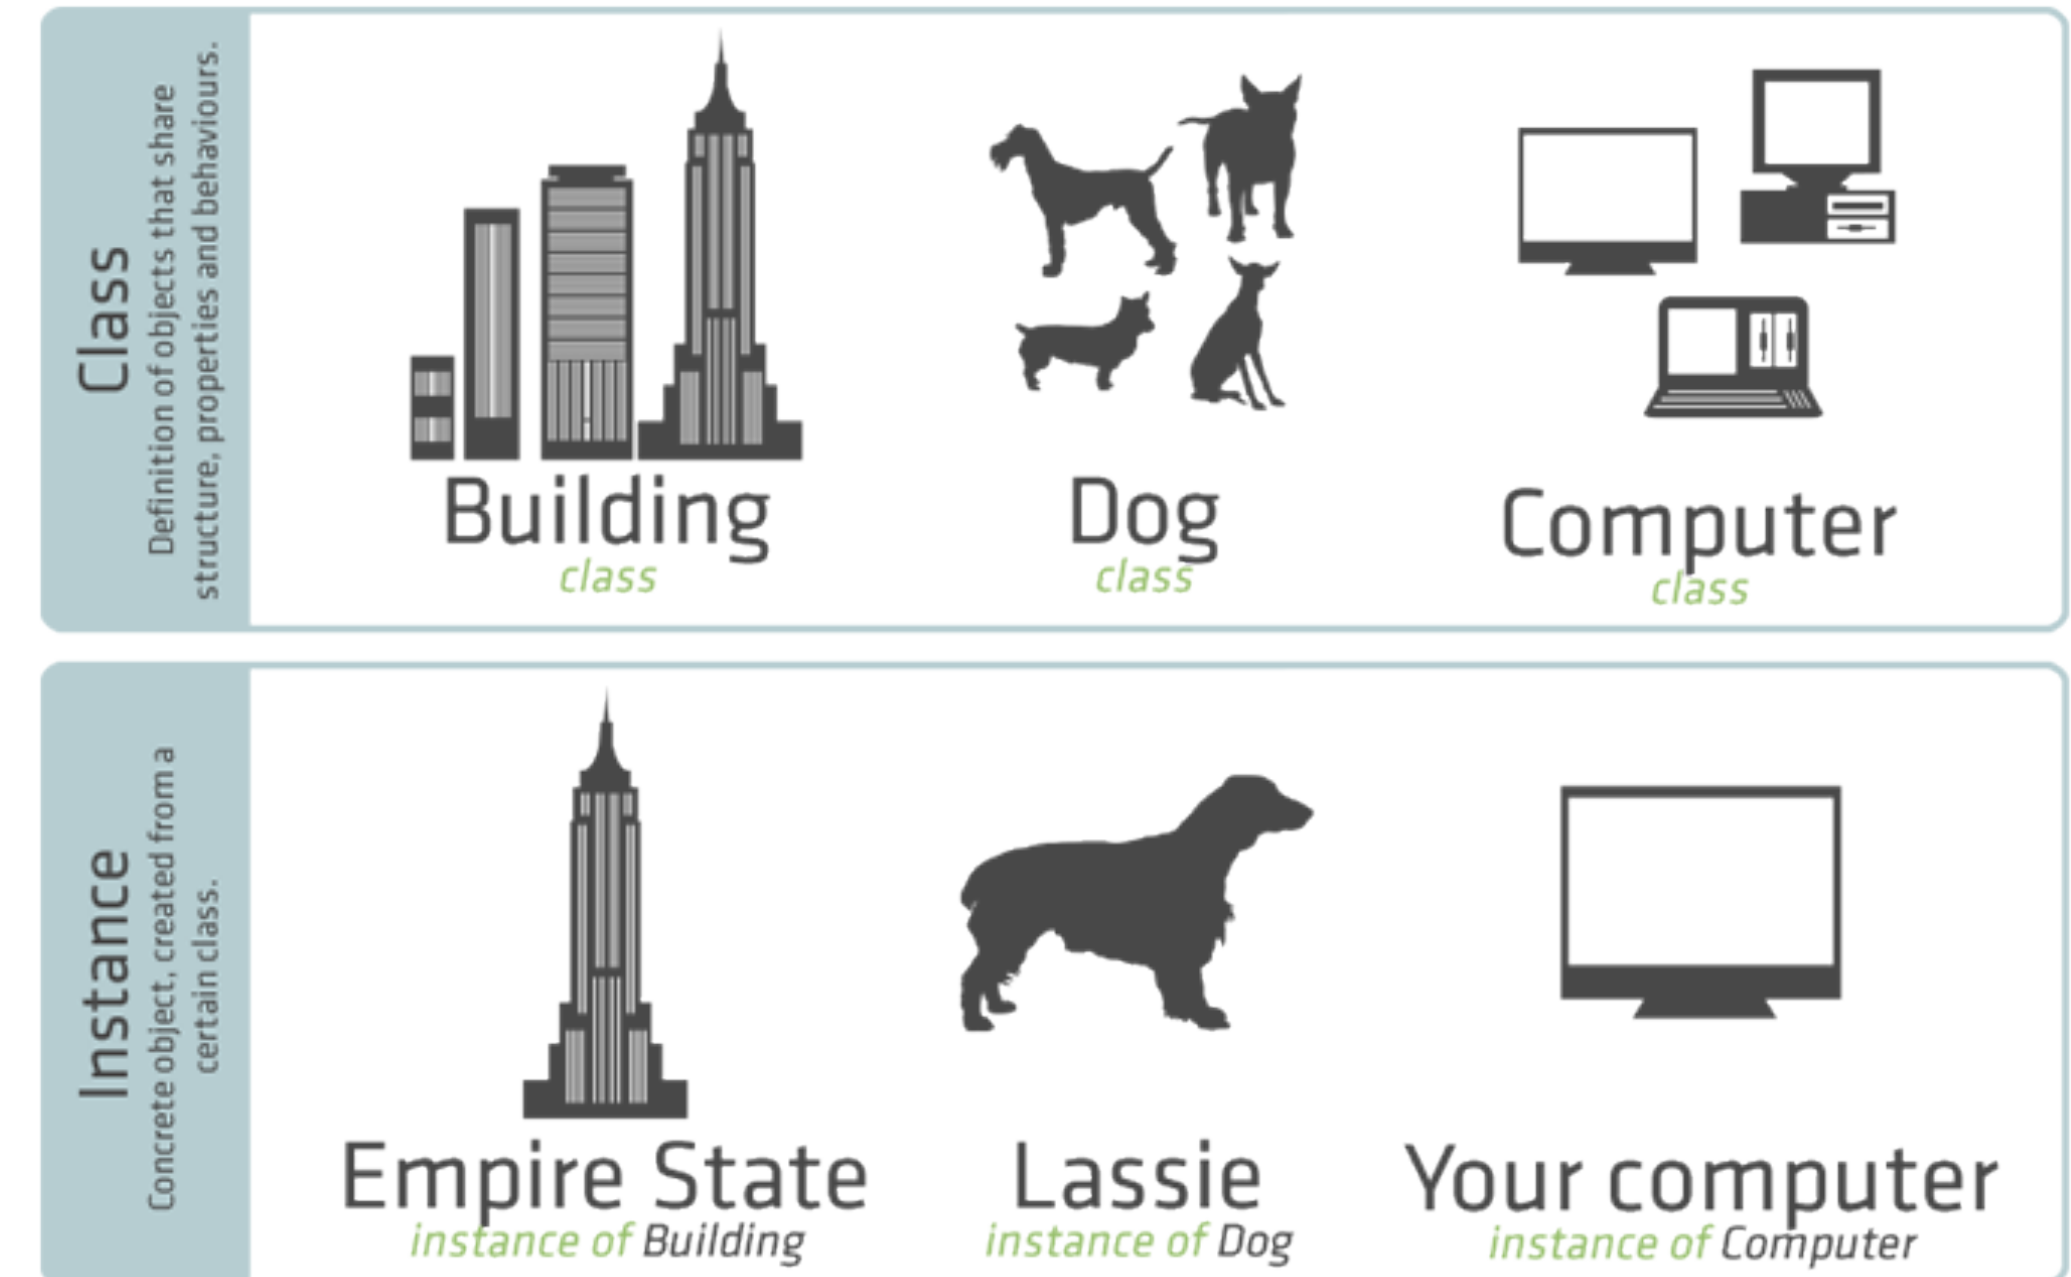 Class
Definition of objects that share
structure, properties and behaviours.
Building
class
Dog
class
Computer
class
Instance
Concrete object, created from a
certain class.
Empire State
instance of Building
Lassie
instance of Dog
Your computer
instance of Computer